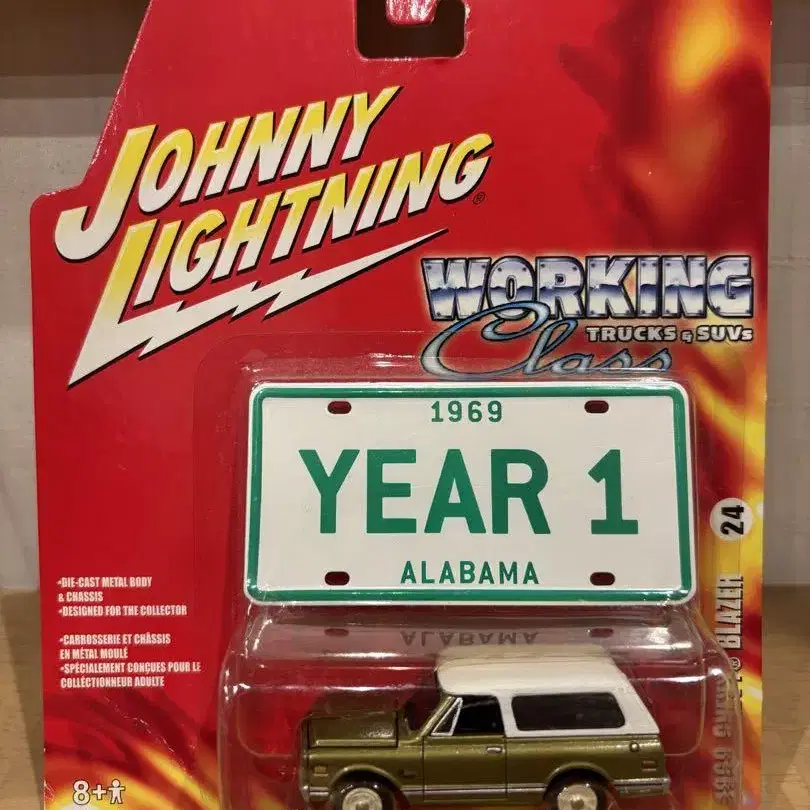 JOHNNY
LIGHTNING®
WORKING
Class
TRUCKS & SUVs
1969
YEAR 1
ALABAMA
24
BLAZER
•DIE-CAST METAL BODY
& CHASSIS
•DESIGNED FOR THE COLLECTOR
•CARROSSERIE ET CHÂSSIS
EN MÉTAL MOULÉ
•SPÉCIALEMENT CONÇUES POUR LE
COLLÉCTIONNEUR ADULTE
8+